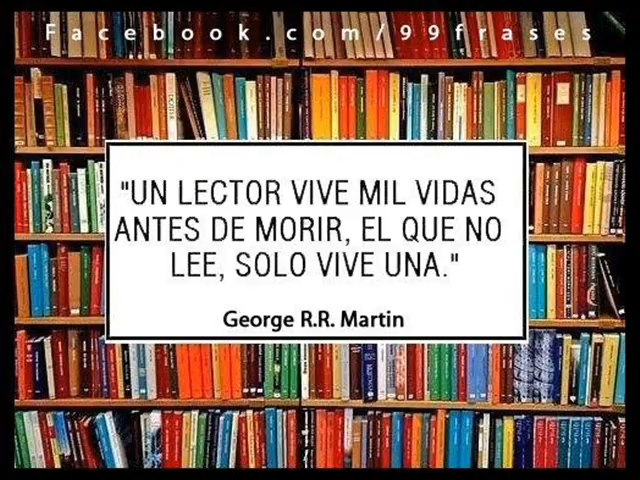 Facebook.com/99frases
"UN LECTOR VIVE MIL VIDAS
ANTES DE MORIR, EL QUE NO
LEE, SOLO VIVE UNA."
George R.R. Martin